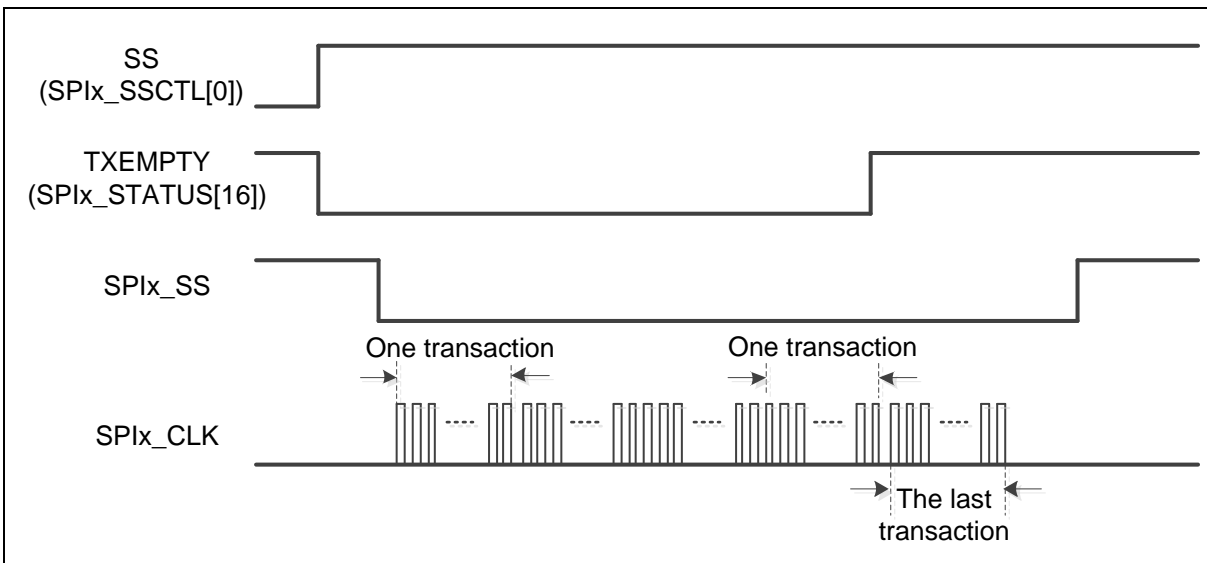 SS
(SPIx_SSCTL[0])
TXEMPTY
(SPIx_STATUS[16])
SPIx_SS
One transaction
One transaction
SPIx_CLK
The last
transaction